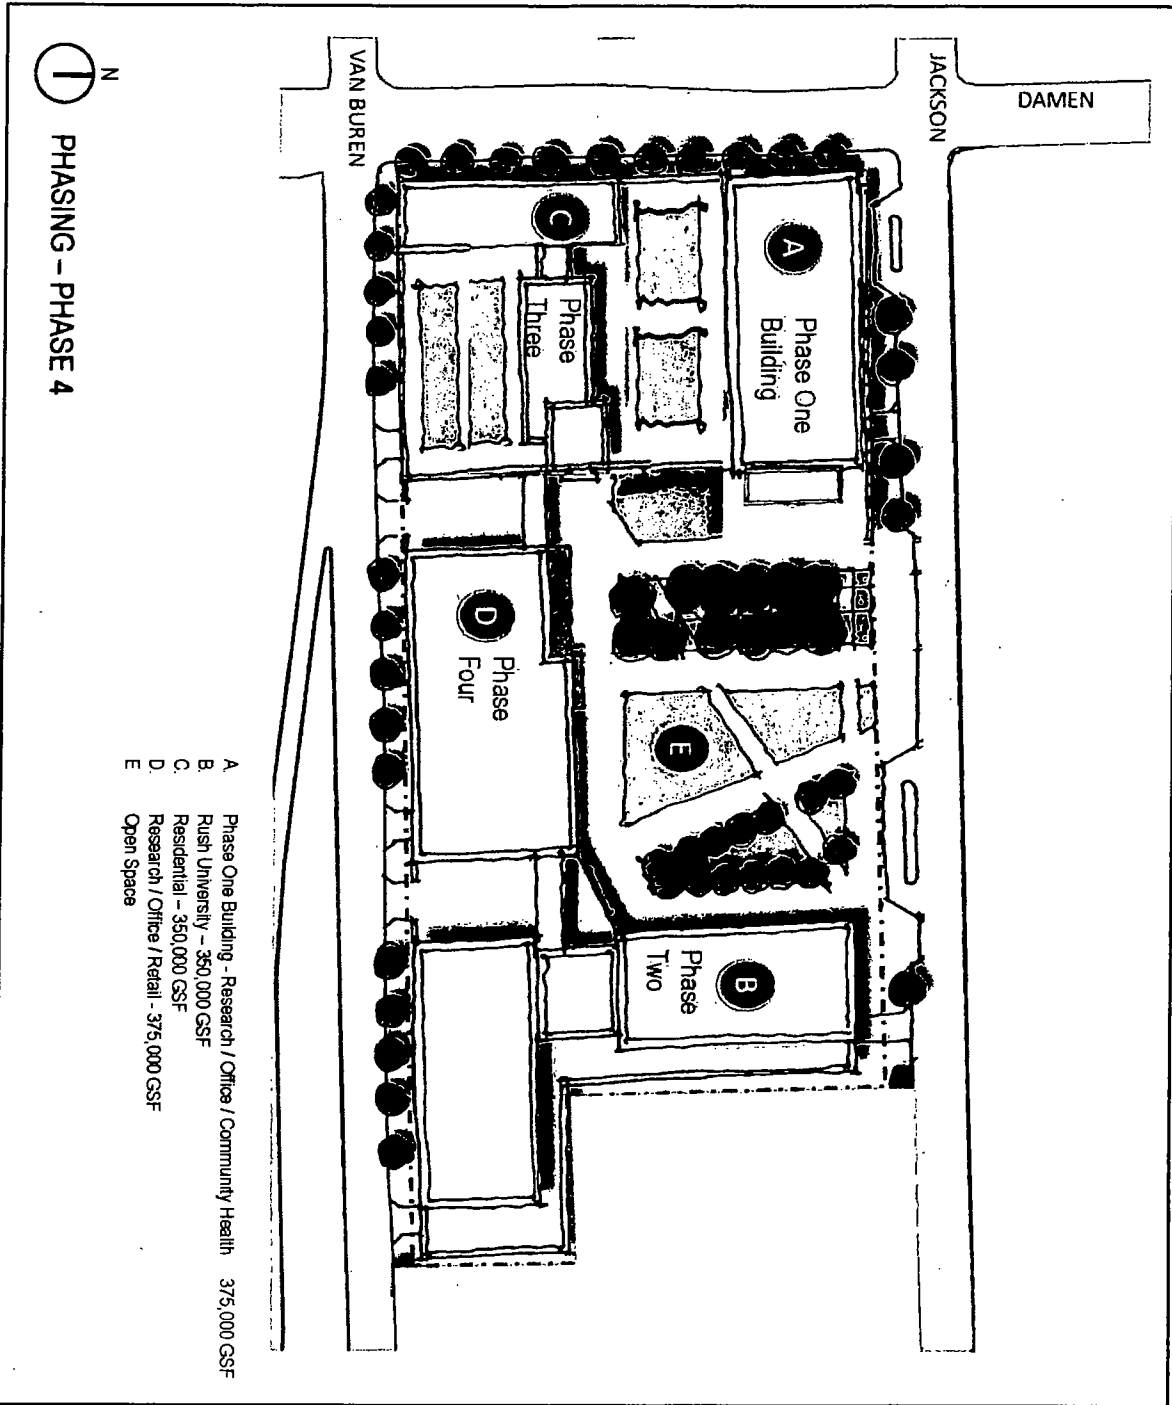 DAMEN
JACKSON
VAN BUREN
A
Phase One
Building
B
Phase
Two
C
Phase
Three
D
Phase
Four
E
A. Phase One Building - Research / Office / Community Health 375,000 GSF
B. Rush University – 350,000 GSF
C. Residential – 350,000 GSF
D. Research / Office / Retail - 375,000 GSF
E Open Space
N
PHASING – PHASE 4